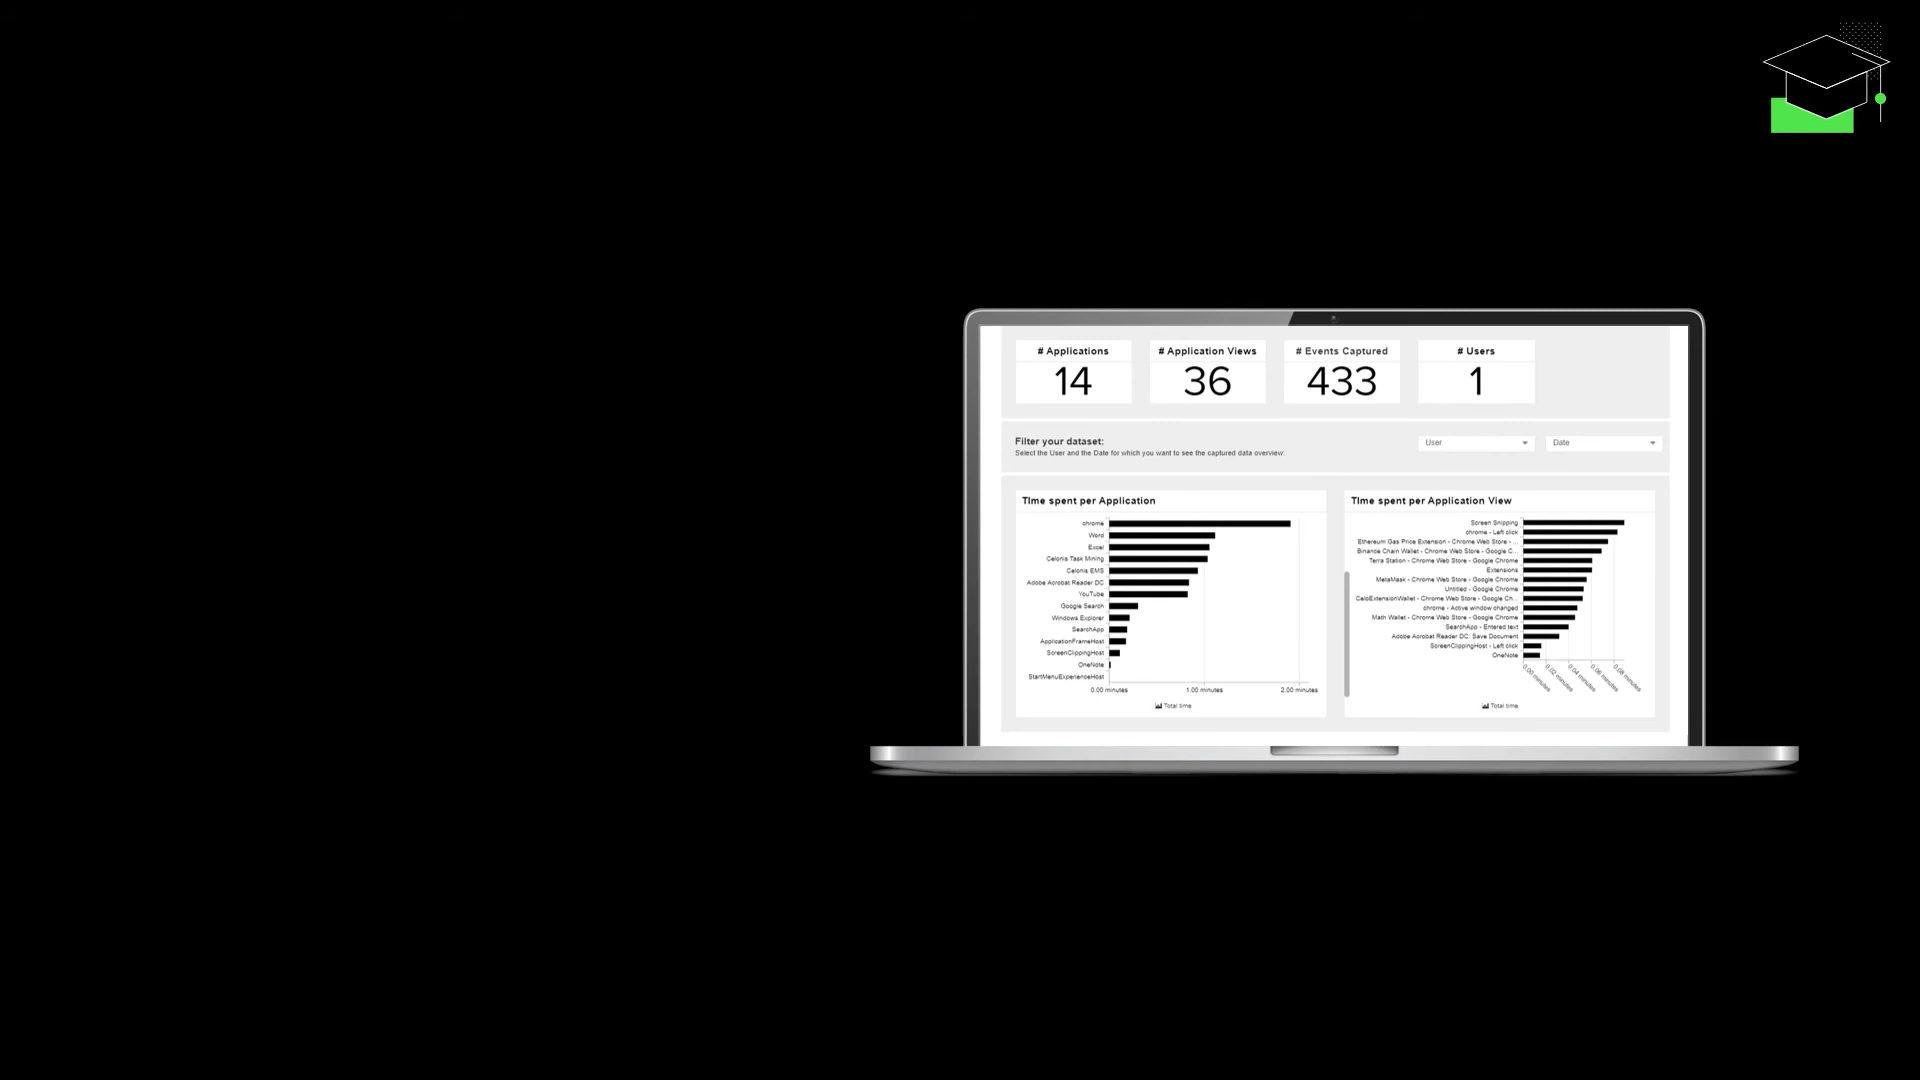 # Applications
# Application Views
# Events Captured
# Users
14
36
433
1
Filter your dataset:
Select the User and the Date for which you want to see the captured data overview:
User
Date
TIme spent per Application
chrome
Word
Excel
Celonis Task Mining
Celonis EMS
Adobe Acrobat Reader DC
YouTube
Google Search
Windows Explorer
SearchApp
ApplicationFrameHost
ScreenClippingHost
OneNote
StartMenuExperienceHost
0.00 minutes
1.00 minutes
2.00 minutes
Total time
TIme spent per Application View
Screen Snipping
chrome - Left click
Ethereum Gas Price Extension - Chrome Web Store - ...
Binance Chain Wallet - Chrome Web Store - Google C...
Terra Station - Chrome Web Store - Google Chrome
Extensions
MetaMask - Chrome Web Store - Google Chrome
Untitled - Google Chrome
CeloExtensionWallet - Chrome Web Store - Google Ch...
chrome - Active window changed
Math Wallet - Chrome Web Store - Google Chrome
SearchApp - Entered text
Adobe Acrobat Reader DC: Save Document
ScreenClippingHost - Left click
OneNote
0.00 minutes
0.02 minutes
0.04 minutes
0.06 minutes
0.08 minutes
Total time